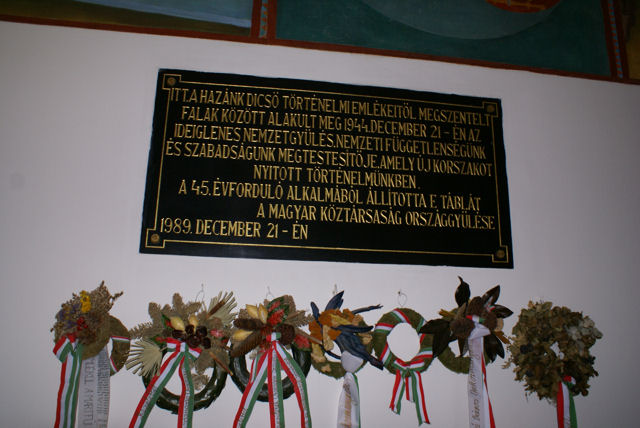 ITT, A HAZÁNK DICSŐ TÖRTÉNELMI EMLÉKEITŐL MEGSZENTELT
FALAK KÖZÖTT ALAKULT MEG 1944. DECEMBER 21-ÉN AZ
IDEIGLENES NEMZETGYŰLÉS, NEMZETI FÜGGETLENSÉGÜNK
ÉS SZABADSÁGUNK MEGTESTESÍTŐJE, AMELY ÚJ KORSZAKOT
NYITOTT TÖRTÉNELMÜNKBEN.
A 45. ÉVFORDULÓ ALKALMÁBÓL ÁLLÍTOTTA E TÁBLÁT
A MAGYAR KÖZTÁRSASÁG ORSZÁGGYŰLÉSE
1989. DECEMBER 21-ÉN